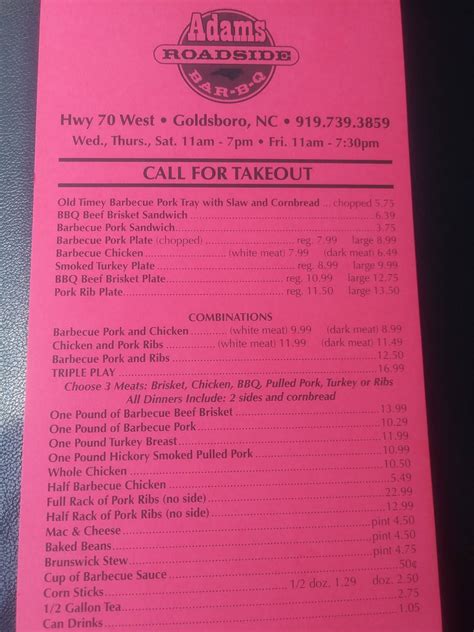 Adams
ROADSIDE
BAR-B-Q
Hwy 70 West • Goldsboro, NC • 919.739.3859
Wed., Thurs., Sat. 11am - 7pm • Fri. 11am - 7:30pm
CALL FOR TAKEOUT
Old Timey Barbecue Pork Tray with Slaw and Cornbread ... chopped 5.75
BBQ Beef Brisket Sandwich 6.39
Barbecue Pork Sandwich 3.75
Barbecue Pork Plate (chopped) reg. 7.99 large 8.99
Barbecue Chicken (white meat) 7.99 (dark meat) 6.49
Smoked Turkey Plate reg. 8.99 large 9.99
BBQ Beef Brisket Plate reg. 10.99 large 12.75
Pork Rib Plate reg. 11.50 large 13.50
COMBINATIONS
Barbecue Pork and Chicken (white meat) 9.99 (dark meat) 8.99
Chicken and Pork Ribs (white meat) 11.99 (dark meat) 11.49
Barbecue Pork and Ribs 12.50
TRIPLE PLAY 16.99
Choose 3 Meats: Brisket, Chicken, BBQ, Pulled Pork, Turkey or Ribs
All Dinners Include: 2 sides and cornbread
One Pound of Barbecue Beef Brisket 13.99
One Pound of Barbecue Pork 10.29
One Pound Turkey Breast 11.99
One Pound Hickory Smoked Pulled Pork 10.99
Whole Chicken 10.50
Half Barbecue Chicken 5.49
Full Rack of Pork Ribs (no side) 22.99
Half Rack of Pork Ribs (no side) 12.99
Mac & Cheese pint 4.50
Baked Beans pint 4.50
Brunswick Stew pint 4.75
Cup of Barbecue Sauce 50¢
Corn Sticks 1/2 doz. 1.29 doz. 2.50
1/2 Gallon Tea 2.50
Can Drinks 1.05